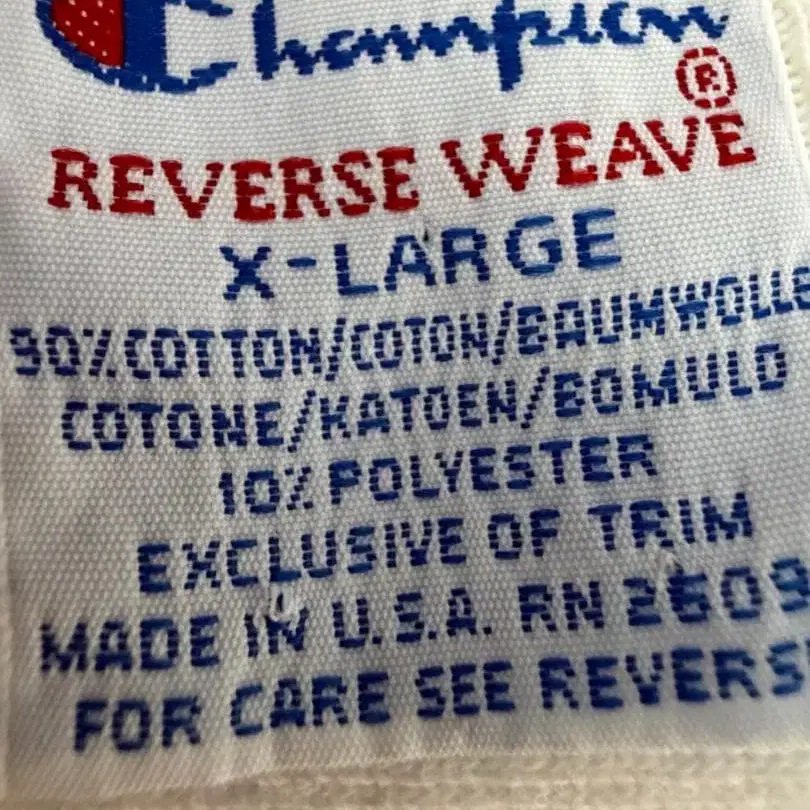 Champion
®
REVERSE WEAVE
X-LARGE
90% COTTON/COTON/BAUMWOLLE
COTONE/KATOEN/BOMULD
10% POLYESTER
EXCLUSIVE OF TRIM
MADE IN U.S.A. RN 26094
FOR CARE SEE REVERSE